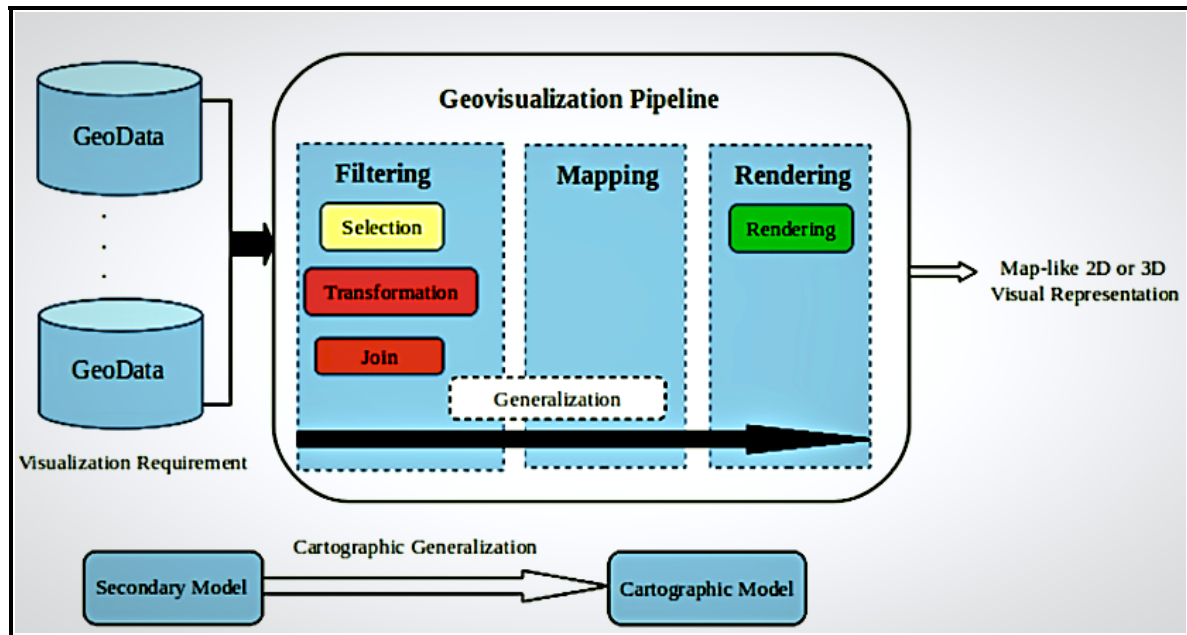 GeoData
GeoData
Visualization Requirement
Geovisualization Pipeline
Filtering
Selection
Transformation
Join
Mapping
Generalization
Rendering
Rendering
Map-like 2D or 3D
Visual Representation
Cartographic Generalization
Secondary Model
Cartographic Model